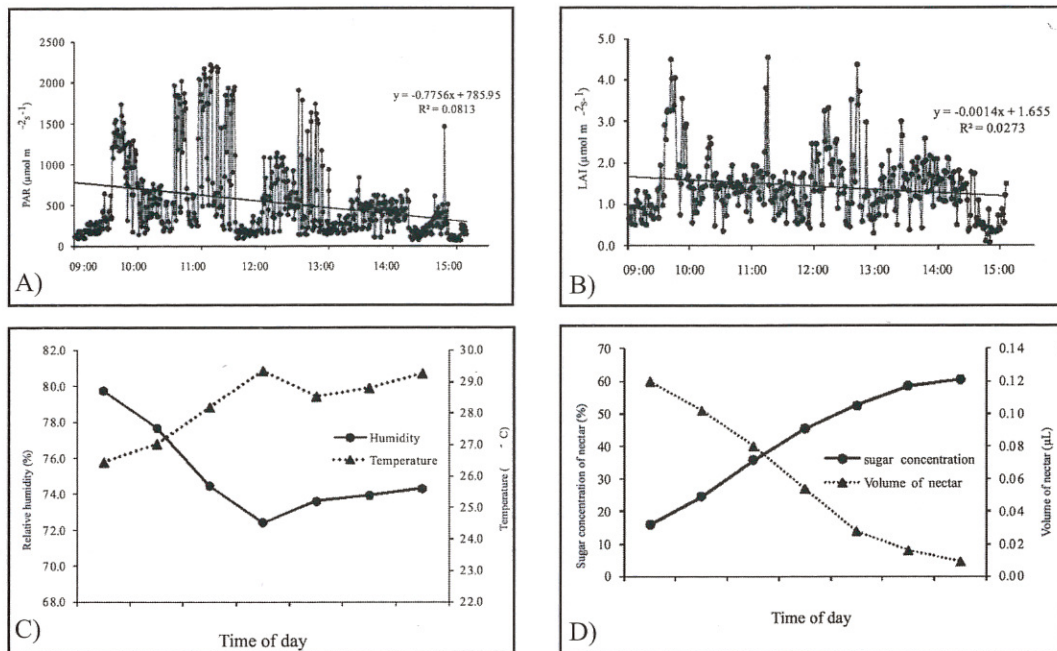 2500
2000
1500
1000
500
0
PAR (µmol m -2s-1)
y = -0.7756x + 785.95
R² = 0.0813
09:00 10:00 11:00 12:00 13:00 14:00 15:00
A)
5.0
4.0
3.0
2.0
1.0
0.0
LAI (µmol m -2s-1)
y = -0.0014x + 1.655
R² = 0.0273
09:00 10:00 11:00 12:00 13:00 14:00 15:00
B)
82.0
80.0
78.0
76.0
74.0
72.0
70.0
68.0
Relative humidity (%)
Humidity
Temperature
30.0
29.0
28.0
27.0
26.0
25.0
24.0
23.0
22.0
Temperature ( C)
Time of day
C)
70
60
50
40
30
20
10
0
Sugar concentration of nectar (%)
sugar concentration
Volume of nectar
0.14
0.12
0.10
0.08
0.06
0.04
0.02
0.00
Volume of nectar (µL)
Time of day
D)